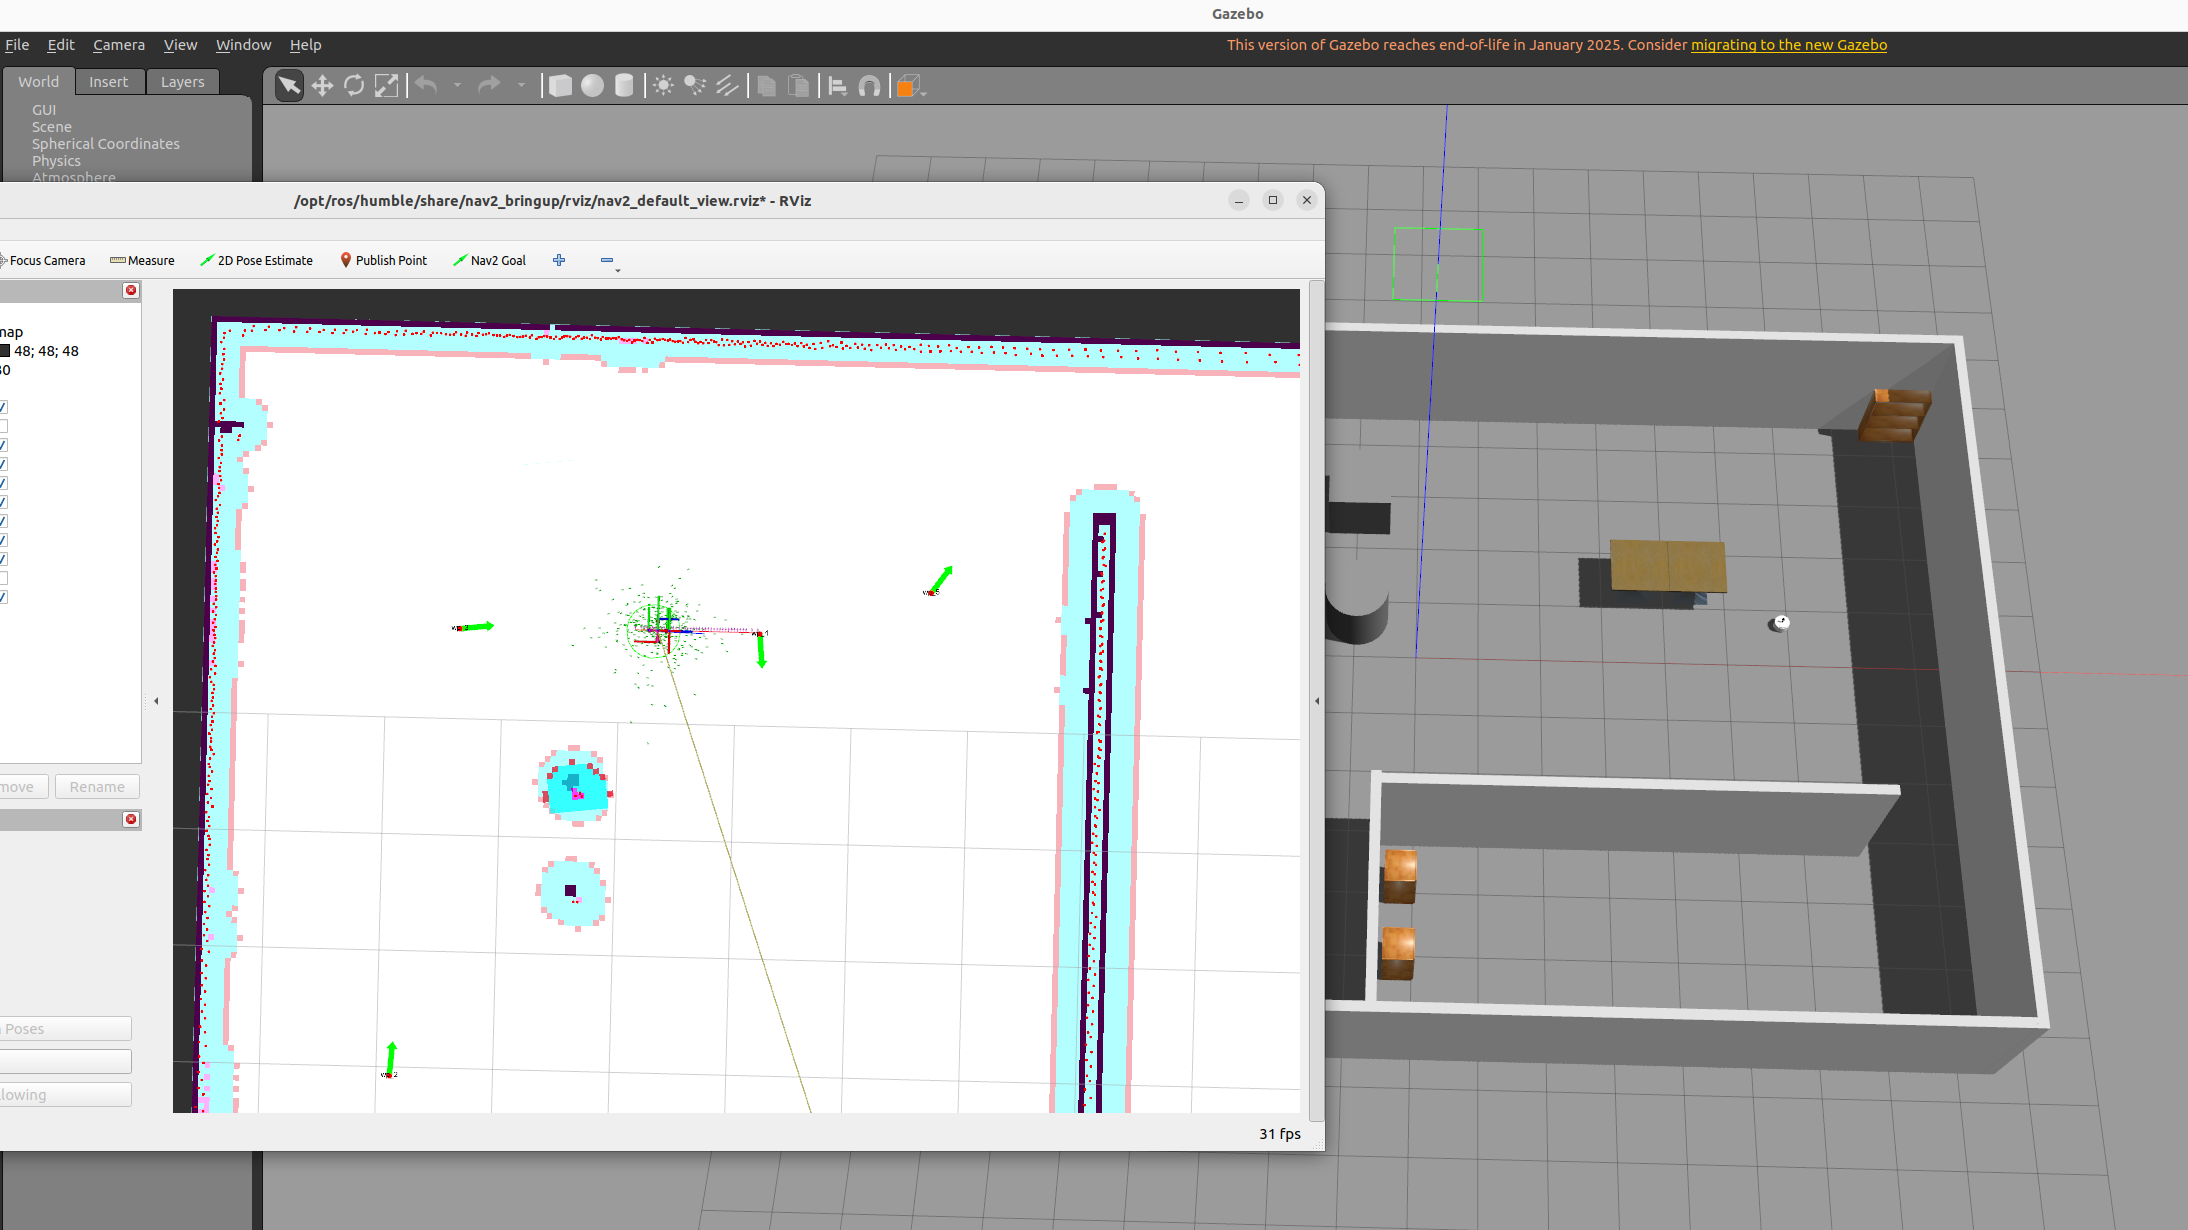 Gazebo
File Edit Camera View Window Help
This version of Gazebo reaches end-of-life in January 2025. Consider migrating to the new Gazebo
World Insert Layers
GUI
Scene
Spherical Coordinates
Physics
Atmosphere
/opt/ros/humble/share/nav2_bringup/rviz/nav2_default_view.rviz* - RViz
Focus Camera Measure 2D Pose Estimate Publish Point Nav2 Goal
map
48; 48; 48
30
move Rename
Poses
llowing
31 fps